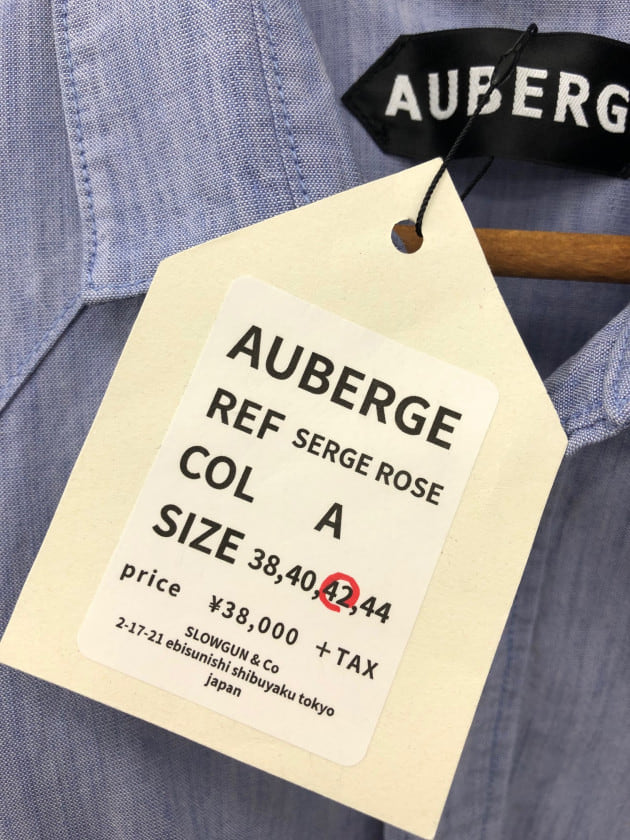 AUBERG
AUBERGE
REF SERGE ROSE
COL A
SIZE 38,40,42,44
price ¥38,000 +TAX
SLOWGUN & Co
2-17-21 ebisunishi shibuyaku tokyo
japan